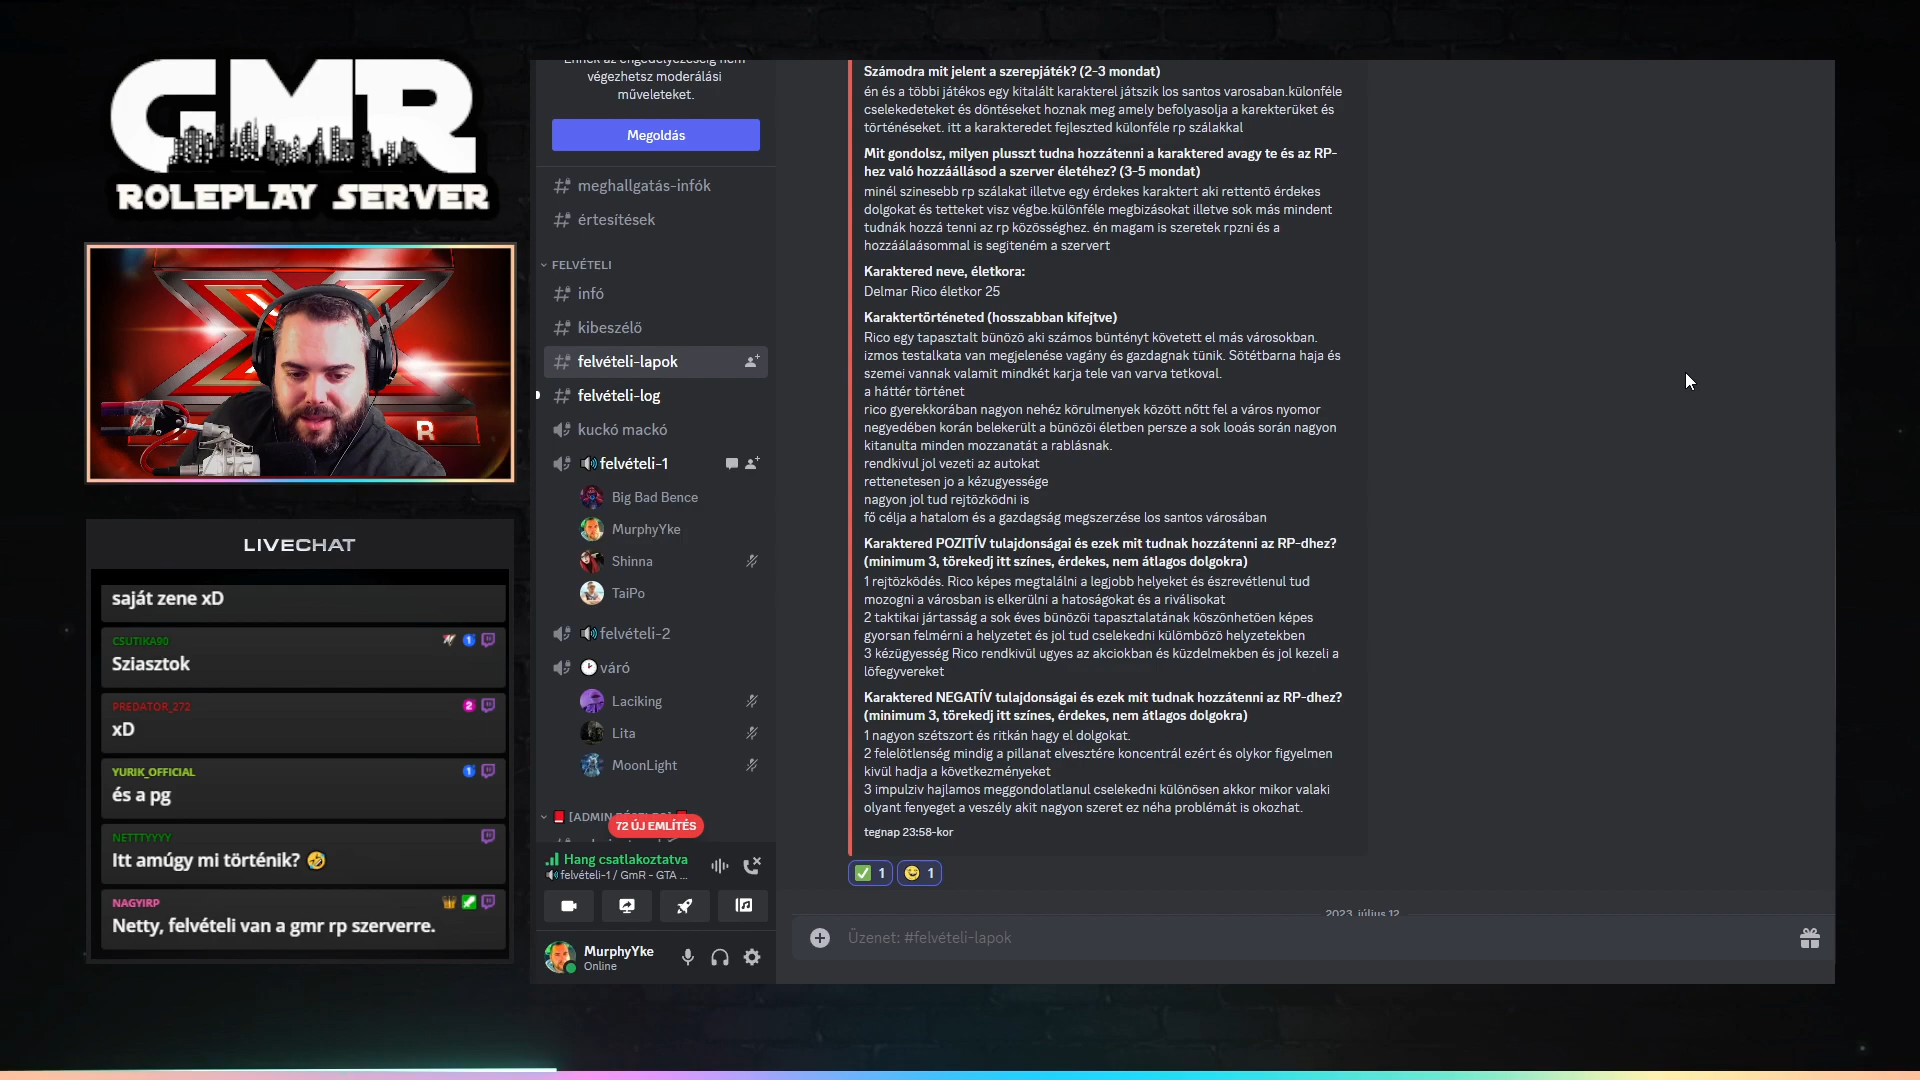 GMR
ROLEPLAY SERVER
R
LIVECHAT
saját zene xD
CSUTIKA90
Sziasztok
PREDATOR_272
2
xD
YURIK_OFFICIAL
1
és a pg
NETTTYYYY
Itt amúgy mi történik? 🤣
NAGYIRP
Netty, felvételi van a gmr rp szerverre.
Ennek az engedélyezéséig nem
végezhetsz moderálási
műveleteket.
Megoldás
meghallgatás-infók
értesítések
FELVÉTELI
infó
kibeszélő
felvételi-lapok
felvételi-log
kuckó mackó
🔊felvételi-1
Big Bad Bence
MurphyYke
Shinna
TaiPo
🔊felvételi-2
🕐váró
Laciking
Lita
MoonLight
72 ÚJ EMLÍTÉS
Hang csatlakoztatva
🔊felvételi-1 / GmR - GTA ...
MurphyYke
Online
Számodra mit jelent a szerepjáték? (2-3 mondat)
én és a többi játékos egy kitalált karakterel játszik los santos varosaban.különféle
cselekedeteket és döntéseket hoznak meg amely befolyasolja a karekterüket és
történéseket. itt a karakteredet fejleszted különféle rp szálakkal
Mit gondolsz, milyen plusszt tudna hozzátenni a karaktered avagy te és az RP-
hez való hozzáállásod a szerver életéhez? (3-5 mondat)
minél szinesebb rp szálakat illetve egy érdekes karaktert aki rettentö érdekes
dolgokat és tetteket visz végbe.különféle megbizásokat illetve sok más mindent
tudnák hozzá tenni az rp közösséghez. én magam is szeretek rpzni és a
hozzáálaásommal is segiteném a szervert
Karaktered neve, életkora:
Delmar Rico életkor 25
Karaktertörténeted (hosszabban kifejtve)
Rico egy tapasztalt bünözö aki számos büntényt követett el más városokban.
izmos testalkata van megjelenése vagány és gazdagnak tünik. Sötétbarna haja és
szemei vannak valamit mindkét karja tele van varva tetkoval.
a háttér történet
rico gyerekkorában nagyon nehéz körulmenyek között nőtt fel a város nyomor
negyedében korán belekerült a bünözöi életben persze a sok looás során nagyon
kitanulta minden mozzanatát a rablásnak.
rendkivul jol vezeti az autokat
rettenetesen jo a kézugyessége
nagyon jol tud rejtözködni is
fő célja a hatalom és a gazdagság megszerzése los santos városában
Karaktered POZITÍV tulajdonságai és ezek mit tudnak hozzátenni az RP-dhez?
(minimum 3, törekedj itt színes, érdekes, nem átlagos dolgokra)
1 rejtözködés. Rico képes megtalálni a legjobb helyeket és észrevétlenul tud
mozogni a városban is elkerülni a hatoságokat és a riválisokat
2 taktikai jártasság a sok éves bünözöi tapasztalatának köszönhetöen képes
gyorsan felmérni a helyzetet és jol tud cselekedni külömbözö helyzetekben
3 kézügyesség Rico rendkivül ugyes az akciokban és küzdelmekben és jol kezeli a
löfegyvereket
Karaktered NEGATÍV tulajdonságai és ezek mit tudnak hozzátenni az RP-dhez?
(minimum 3, törekedj itt színes, érdekes, nem átlagos dolgokra)
1 nagyon szétszort és ritkán hagy el dolgokat.
2 felelötlenség mindig a pillanat elvesztére koncentrál ezért és olykor figyelmen
kivül hadja a következményeket
3 impulziv hajlamos meggondolatlanul cselekedni különösen akkor mikor valaki
olyant fenyeget a veszély akit nagyon szeret ez néha problémát is okozhat.
tegnap 23:58-kor
✅ 1 😄 1
2023. július 12
Üzenet: #felvételi-lapok